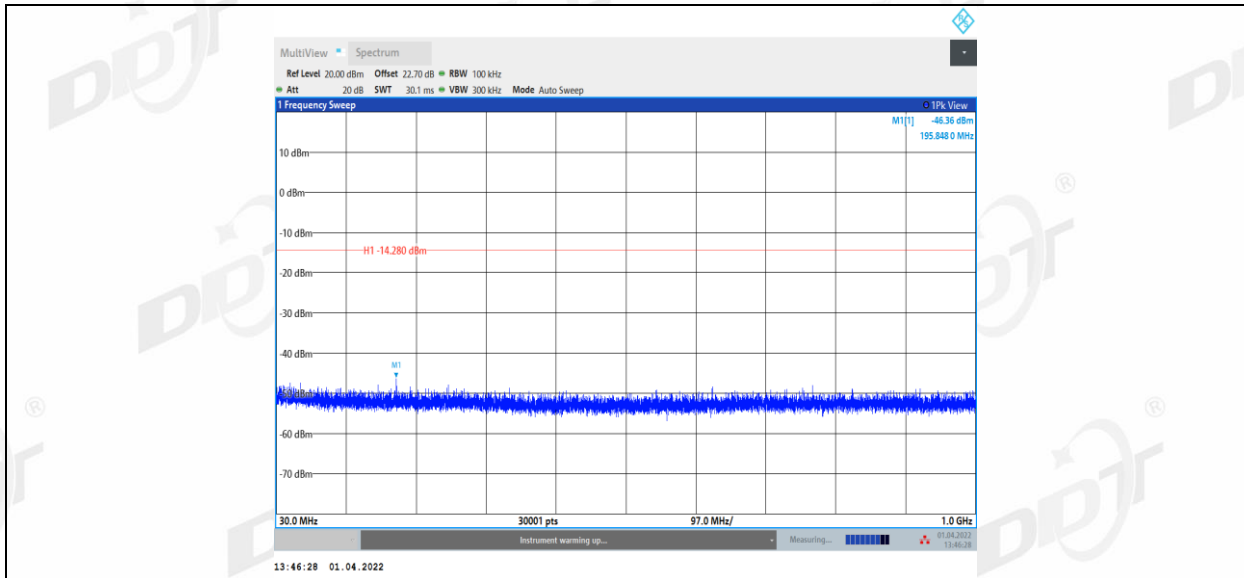 MultiView Spectrum
Ref Level 20.00 dBm Offset 22.70 dB RBW 100 kHz
Att 20 dB SWT 30.1 ms VBW 300 kHz Mode Auto Sweep
1 Frequency Sweep 1Pk View
M1[1] -46.36 dBm
195.848 0 MHz
10 dBm
0 dBm
-10 dBm
H1 -14.280 dBm
-20 dBm
-30 dBm
-40 dBm
M1
-50 dBm
-60 dBm
-70 dBm
30.0 MHz 30001 pts 97.0 MHz/ 1.0 GHz
Instrument warming up... Measuring... 01.04.2022
13:46:28
13:46:28 01.04.2022
DDT ®